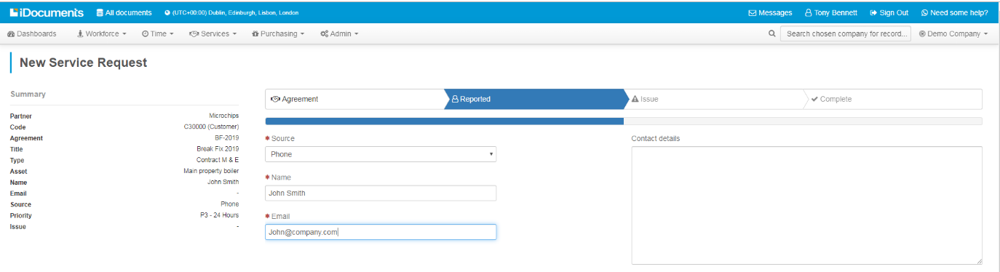 iDocuments All documents (UTC+00:00) Dublin, Edinburgh, Lisbon, London Messages Tony Bennett Sign Out Need some help?
Dashboards Workforce Time Services Purchasing Admin Search chosen company for record... Demo Company
New Service Request
Summary
Partner Microchips
Code C30000 (Customer)
Agreement BF-2019
Title Break Fix 2019
Type Contract M & E
Asset Main property boiler
Name John Smith
Email -
Source Phone
Priority P3 - 24 Hours
Issue -
Agreement Reported Issue Complete
* Source
Phone
* Name
John Smith
* Email
John@company.com
Contact details